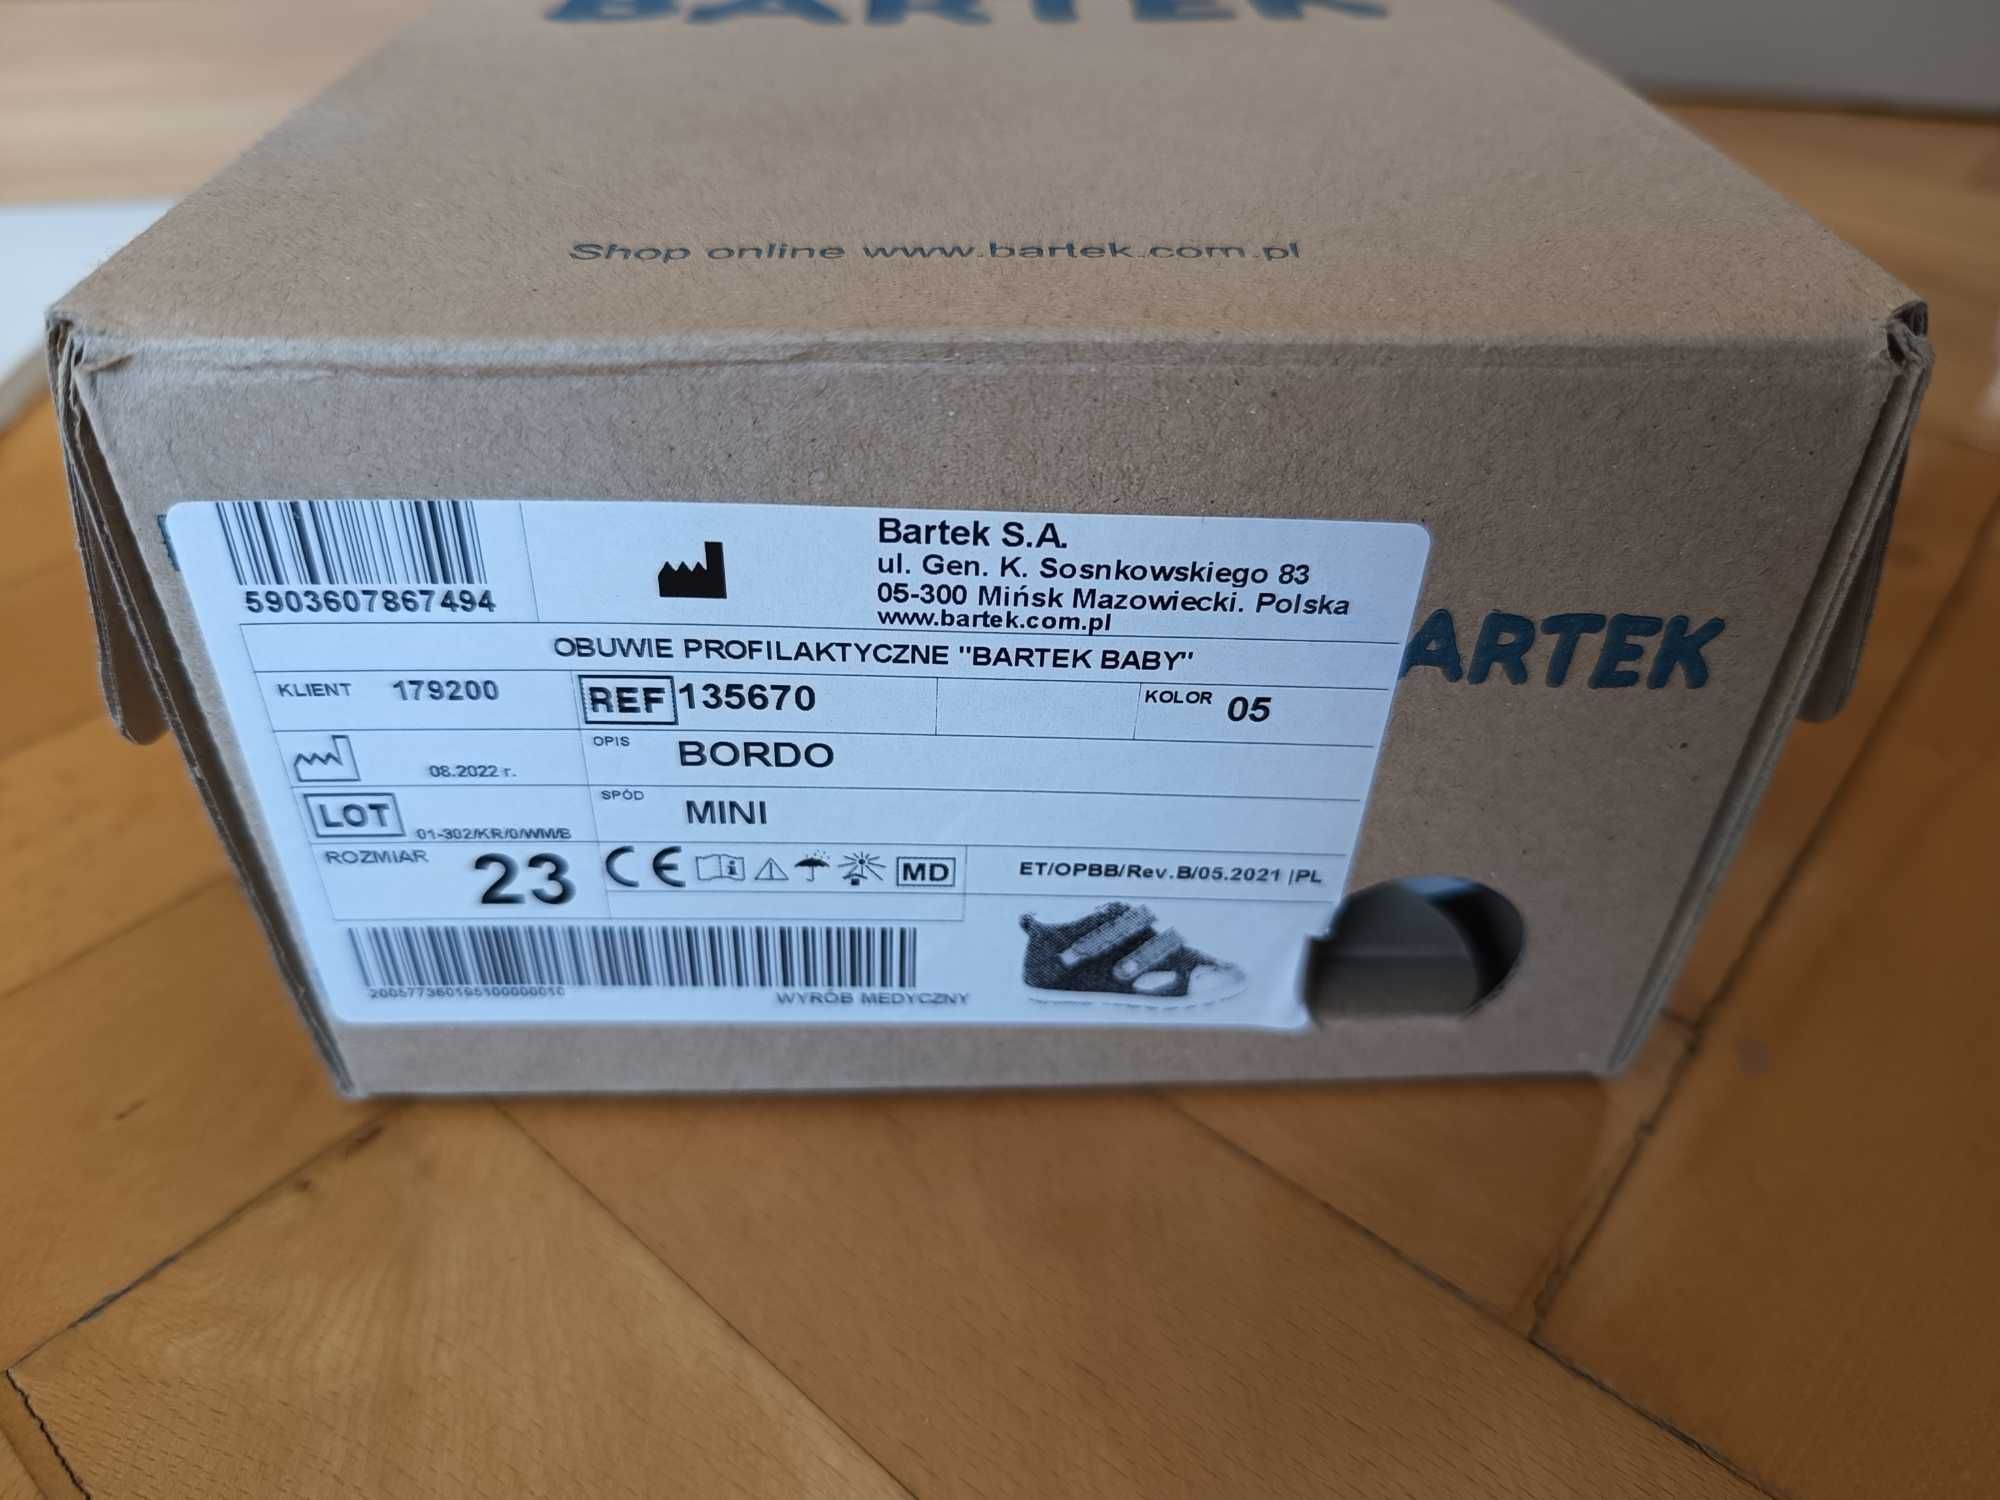 BARTEK
Shop online www.bartek.com.pl
5903607867494
Bartek S.A.
ul. Gen. K. Sosnkowskiego 83
05-300 Mińsk Mazowiecki. Polska
www.bartek.com.pl
OBUWIE PROFILAKTYCZNE "BARTEK BABY"
KLIENT 179200 REF 135670 KOLOR 05
08.2022 r. OPIS BORDO
LOT 01-302/KR/0/WM/B SPÓD MINI
ROZMIAR 23 CE MD ET/OPBB/Rev.B/05.2021 |PL
WYRÓB MEDYCZNY
ARTEK